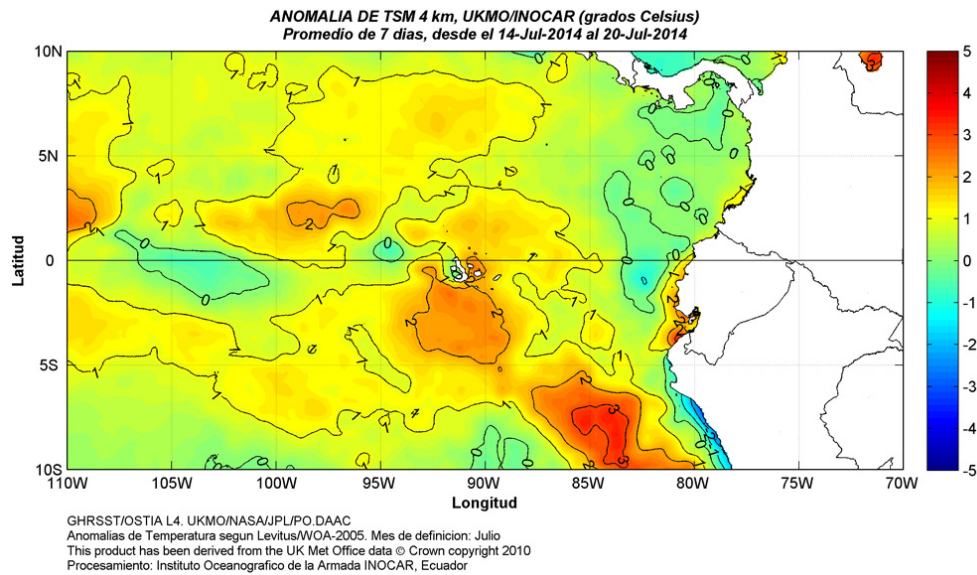 ANOMALIA DE TSM 4 km, UKMO/INOCAR (grados Celsius)
Promedio de 7 dias, desde el 14-Jul-2014 al 20-Jul-2014
10N
5N
0
5S
10S
Latitud
110W 105W 100W 95W 90W 85W 80W 75W 70W
Longitud
5
4
3
2
1
0
-1
-2
-3
-4
-5
GHRSST/OSTIA L4. UKMO/NASA/JPL/PO.DAAC
Anomalias de Temperatura segun Levitus/WOA-2005. Mes de definicion: Julio
This product has been derived from the UK Met Office data © Crown copyright 2010
Procesamiento: Instituto Oceanografico de la Armada INOCAR, Ecuador